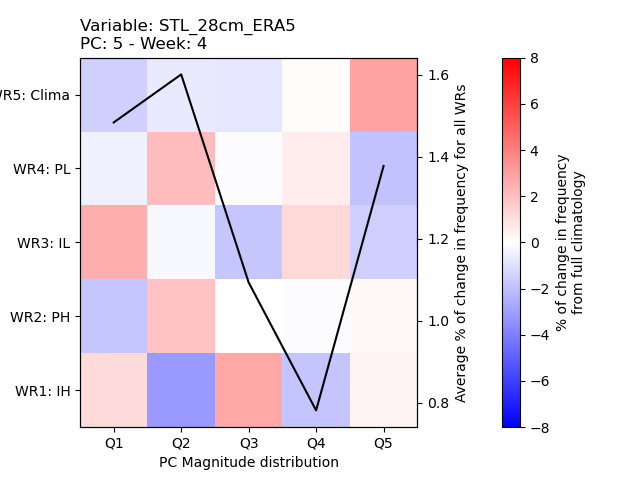 Variable: STL_28cm_ERA5
PC: 5 - Week: 4
WR5: Clima
WR4: PL
WR3: IL
WR2: PH
WR1: IH
Q1 Q2 Q3 Q4 Q5
PC Magnitude distribution
1.6
1.4
1.2
1.0
0.8
Average % of change in frequency for all WRs
8
6
4
2
0
−2
−4
−6
−8
% of change in frequency
from full climatology